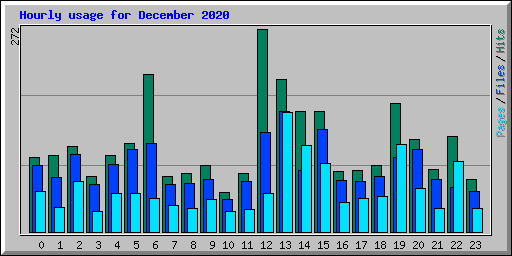 Hourly usage for December 2020
272
Pages / Files / Hits
0 1 2 3 4 5 6 7 8 9 10 11 12 13 14 15 16 17 18 19 20 21 22 23